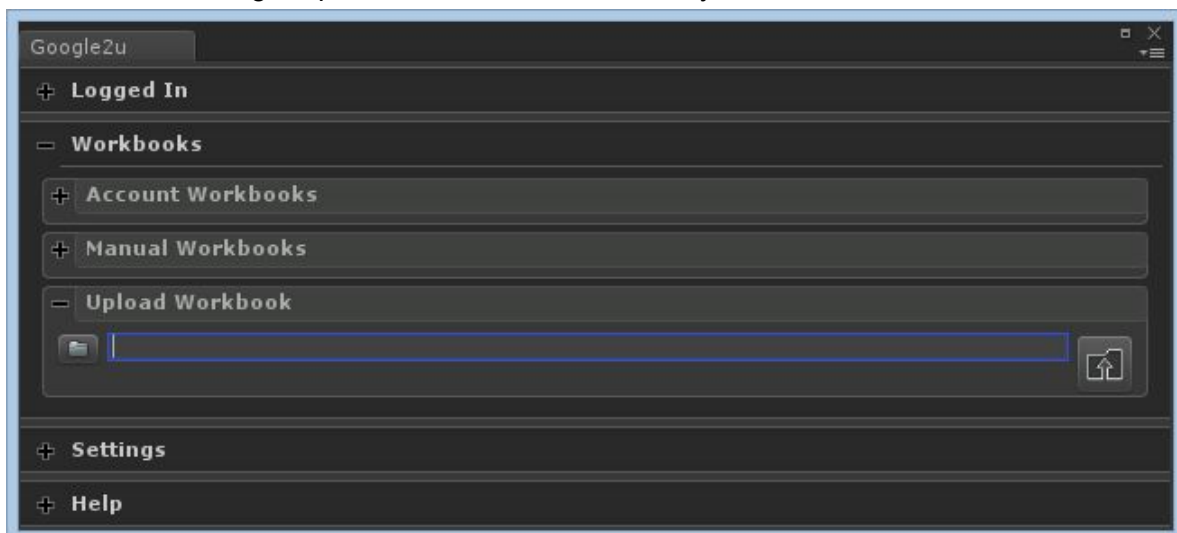 Google2u
Logged In
Workbooks
Account Workbooks
Manual Workbooks
Upload Workbook
Settings
Help